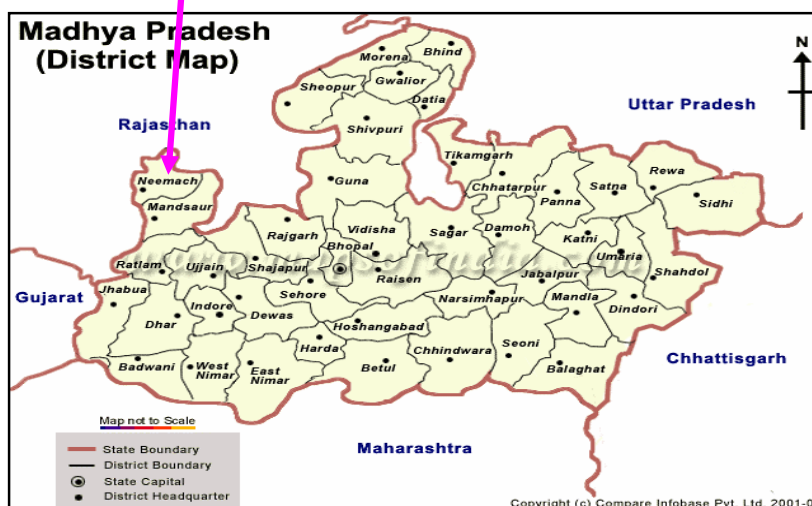 Madhya Pradesh
(District Map)
N
Morena
Bhind
Gwalior
Sheopur
Datia
Uttar Pradesh
Rajasthan
Shivpuri
Tikamgarh
Rewa
Neemach
Guna
Chhatarpur
Satna
Panna
Sidhi
Mandsaur
Rajgarh
Vidisha
Sagar
Damoh
Katni
Bhopal
Umaria
Ratlam
Ujjain
Shajapur
Raisen
Jabalpur
Shahdol
Gujarat
Jhabua
Sehore
Narsimhapur
Mandla
Dindori
Indore
Dewas
Dhar
Hoshangabad
Harda
Chhindwara
Seoni
Chhattisgarh
Badwani
West
Nimar
East
Nimar
Betul
Balaghat
Map not to Scale
Maharashtra
State Boundary
District Boundary
State Capital
District Headquarter
Copyright (c) Compare Infobase Pvt. Ltd. 2001-0